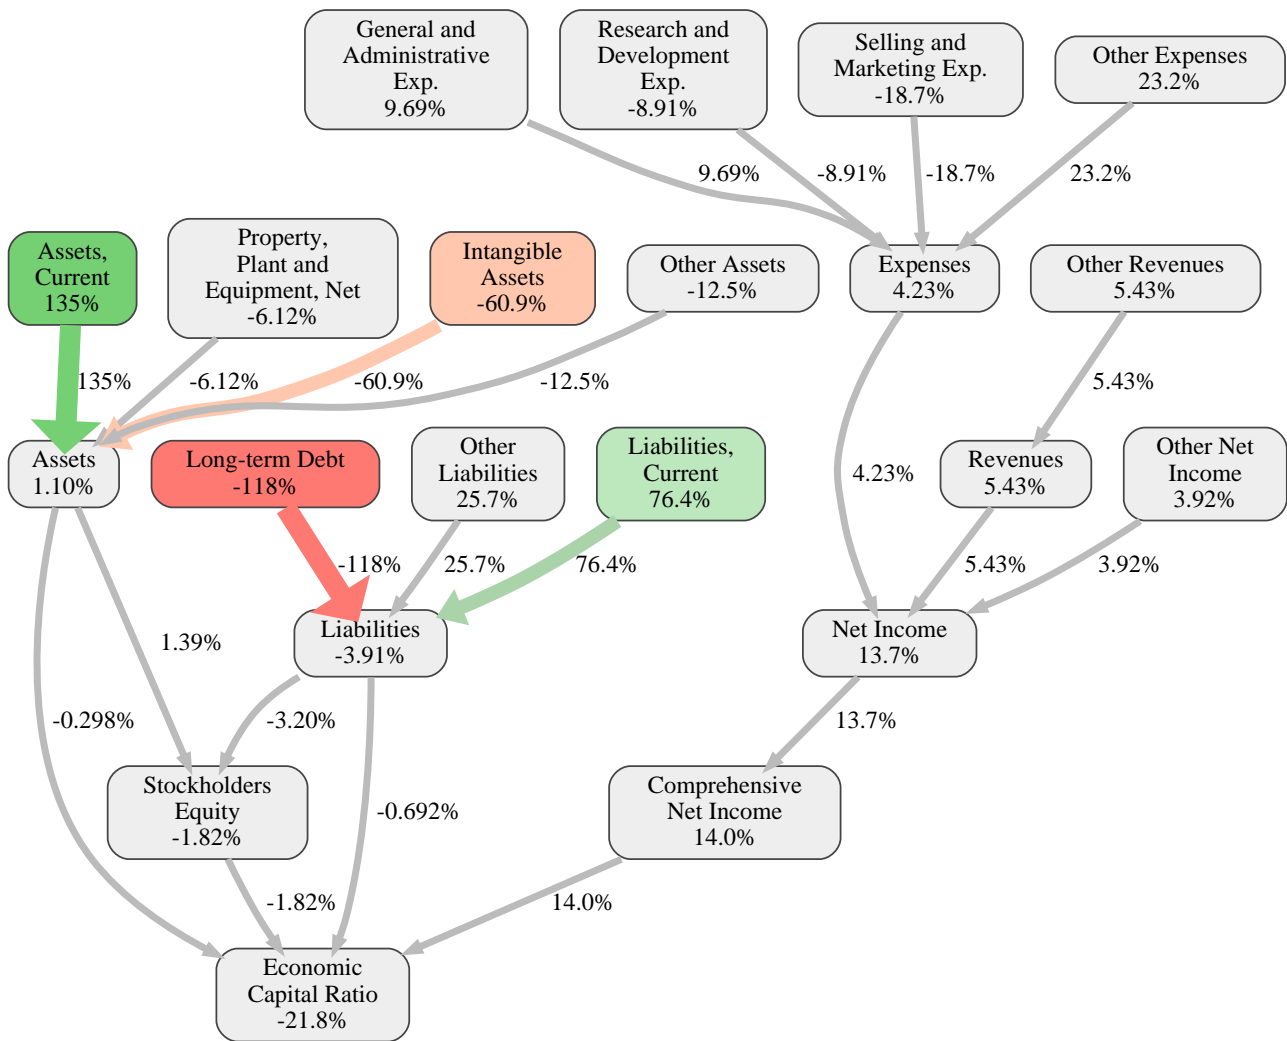 General and
Administrative
Exp.
9.69%
Research and
Development
Exp.
-8.91%
Selling and
Marketing Exp.
-18.7%
Other Expenses
23.2%
9.69%
-8.91%
-18.7%
23.2%
Assets,
Current
135%
Property,
Plant and
Equipment, Net
-6.12%
Intangible
Assets
-60.9%
Other Assets
-12.5%
Expenses
4.23%
Other Revenues
5.43%
135%
-6.12%
-60.9%
-12.5%
5.43%
Assets
1.10%
Long-term Debt
-118%
Other
Liabilities
25.7%
Liabilities,
Current
76.4%
4.23%
Revenues
5.43%
Other Net
Income
3.92%
-118%
25.7%
76.4%
5.43%
3.92%
1.39%
Liabilities
-3.91%
Net Income
13.7%
-0.298%
-3.20%
13.7%
Stockholders
Equity
-1.82%
-0.692%
Comprehensive
Net Income
14.0%
-1.82%
14.0%
Economic
Capital Ratio
-21.8%